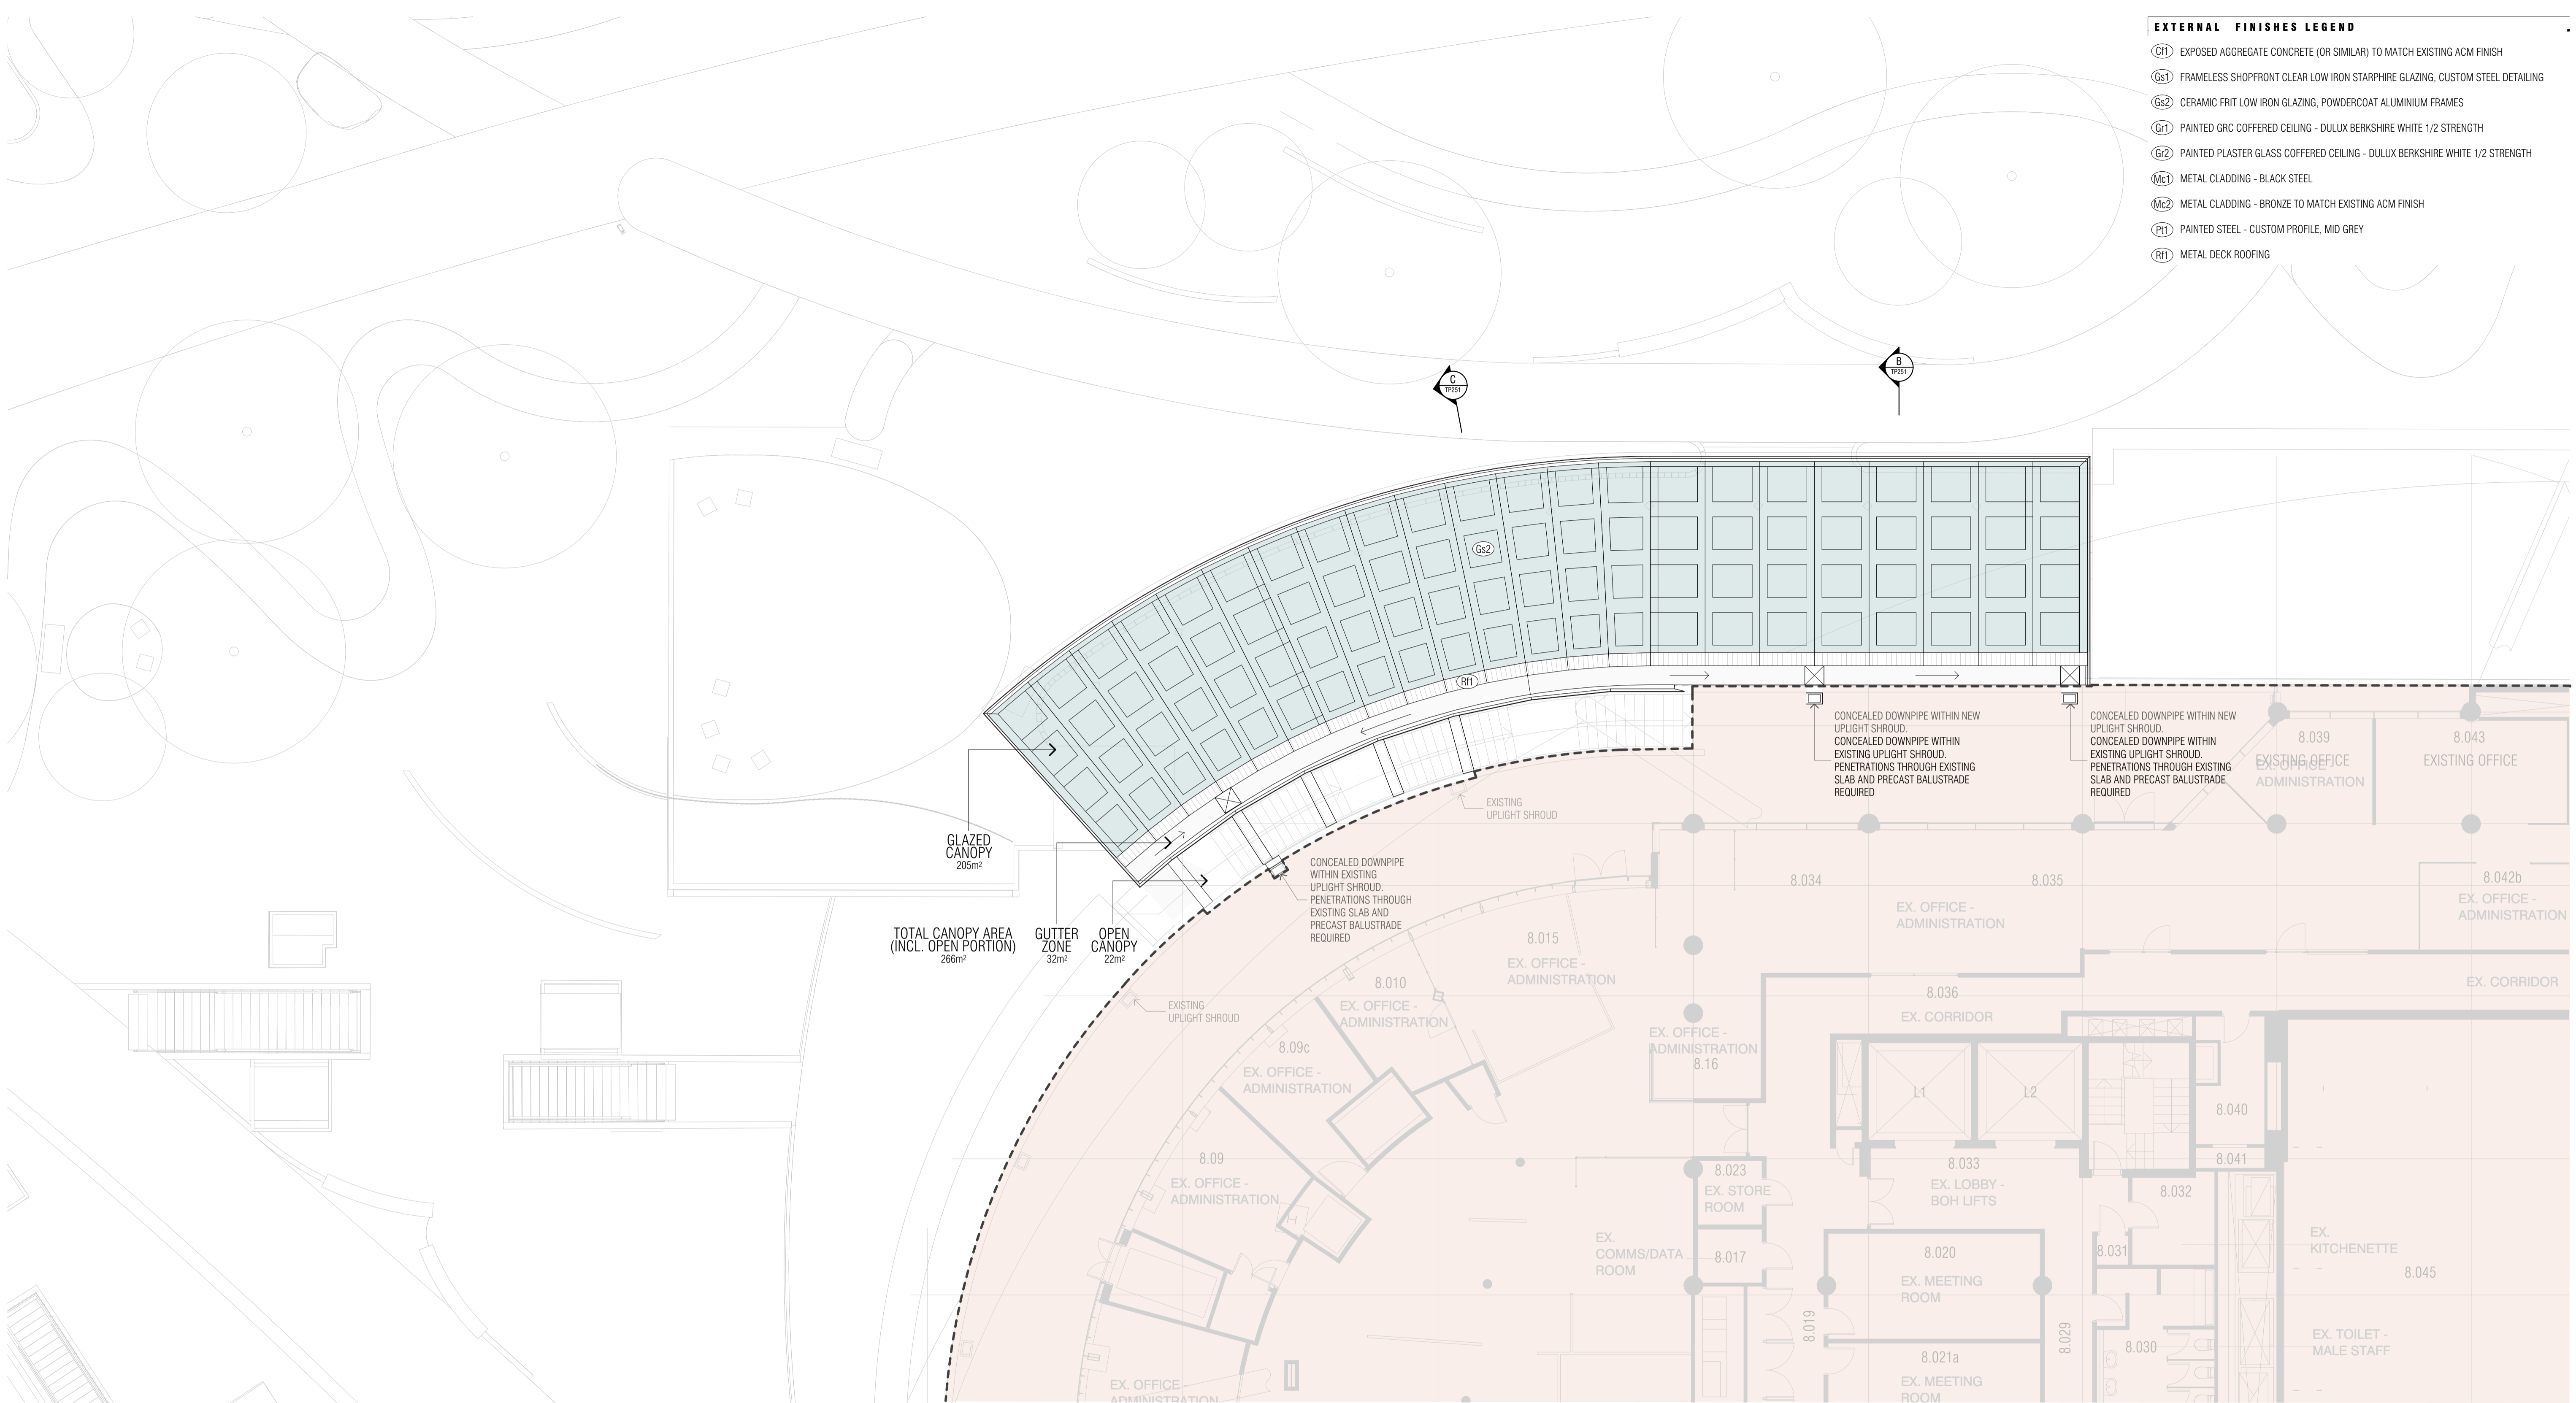 EXTERNAL FINISHES LEGEND
Cf1 EXPOSED AGGREGATE CONCRETE (OR SIMILAR) TO MATCH EXISTING ACM FINISH
Gs1 FRAMELESS SHOPFRONT CLEAR LOW IRON STARPHIRE GLAZING, CUSTOM STEEL DETAILING
Gs2 CERAMIC FRIT LOW IRON GLAZING, POWDERCOAT ALUMINIUM FRAMES
Gr1 PAINTED GRC COFFERED CEILING - DULUX BERKSHIRE WHITE 1/2 STRENGTH
Gr2 PAINTED PLASTER GLASS COFFERED CEILING - DULUX BERKSHIRE WHITE 1/2 STRENGTH
Mc1 METAL CLADDING - BLACK STEEL
Mc2 METAL CLADDING - BRONZE TO MATCH EXISTING ACM FINISH
Pt1 PAINTED STEEL - CUSTOM PROFILE, MID GREY
Rf1 METAL DECK ROOFING
B
TP251
C
TP251
Gs2
Rf1
CONCEALED DOWNPIPE WITHIN NEW
UPLIGHT SHROUD.
CONCEALED DOWNPIPE WITHIN
EXISTING UPLIGHT SHROUD.
PENETRATIONS THROUGH EXISTING
SLAB AND PRECAST BALUSTRADE
REQUIRED
CONCEALED DOWNPIPE WITHIN NEW
UPLIGHT SHROUD.
CONCEALED DOWNPIPE WITHIN
EXISTING UPLIGHT SHROUD.
PENETRATIONS THROUGH EXISTING
SLAB AND PRECAST BALUSTRADE
REQUIRED
8.039
EXISTING OFFICE
EX. OFFICE -
ADMINISTRATION
8.043
EXISTING OFFICE
EXISTING
UPLIGHT SHROUD
GLAZED
CANOPY
205m²
CONCEALED DOWNPIPE
WITHIN EXISTING
UPLIGHT SHROUD.
PENETRATIONS THROUGH
EXISTING SLAB AND
PRECAST BALUSTRADE
REQUIRED
TOTAL CANOPY AREA
(INCL. OPEN PORTION)
266m²
GUTTER
ZONE
32m²
OPEN
CANOPY
22m²
EXISTING
UPLIGHT SHROUD
8.034
8.035
EX. OFFICE -
ADMINISTRATION
8.042b
EX. OFFICE -
ADMINISTRATION
8.015
EX. OFFICE -
ADMINISTRATION
8.010
EX. OFFICE -
ADMINISTRATION
8.036
EX. CORRIDOR
EX. CORRIDOR
EX. OFFICE -
ADMINISTRATION
8.16
8.09c
EX. OFFICE -
ADMINISTRATION
L1
L2
8.040
8.041
8.09
EX. OFFICE -
ADMINISTRATION
8.023
EX. STORE
ROOM
8.033
EX. LOBBY -
BOH LIFTS
8.032
EX.
COMMS/DATA
ROOM
8.017
8.020
EX. MEETING
ROOM
8.031
EX.
KITCHENETTE
8.045
8.019
8.029
8.030
EX. TOILET -
MALE STAFF
8.021a
EX. MEETING
ROOM
EX. OFFICE -
ADMINISTRATION